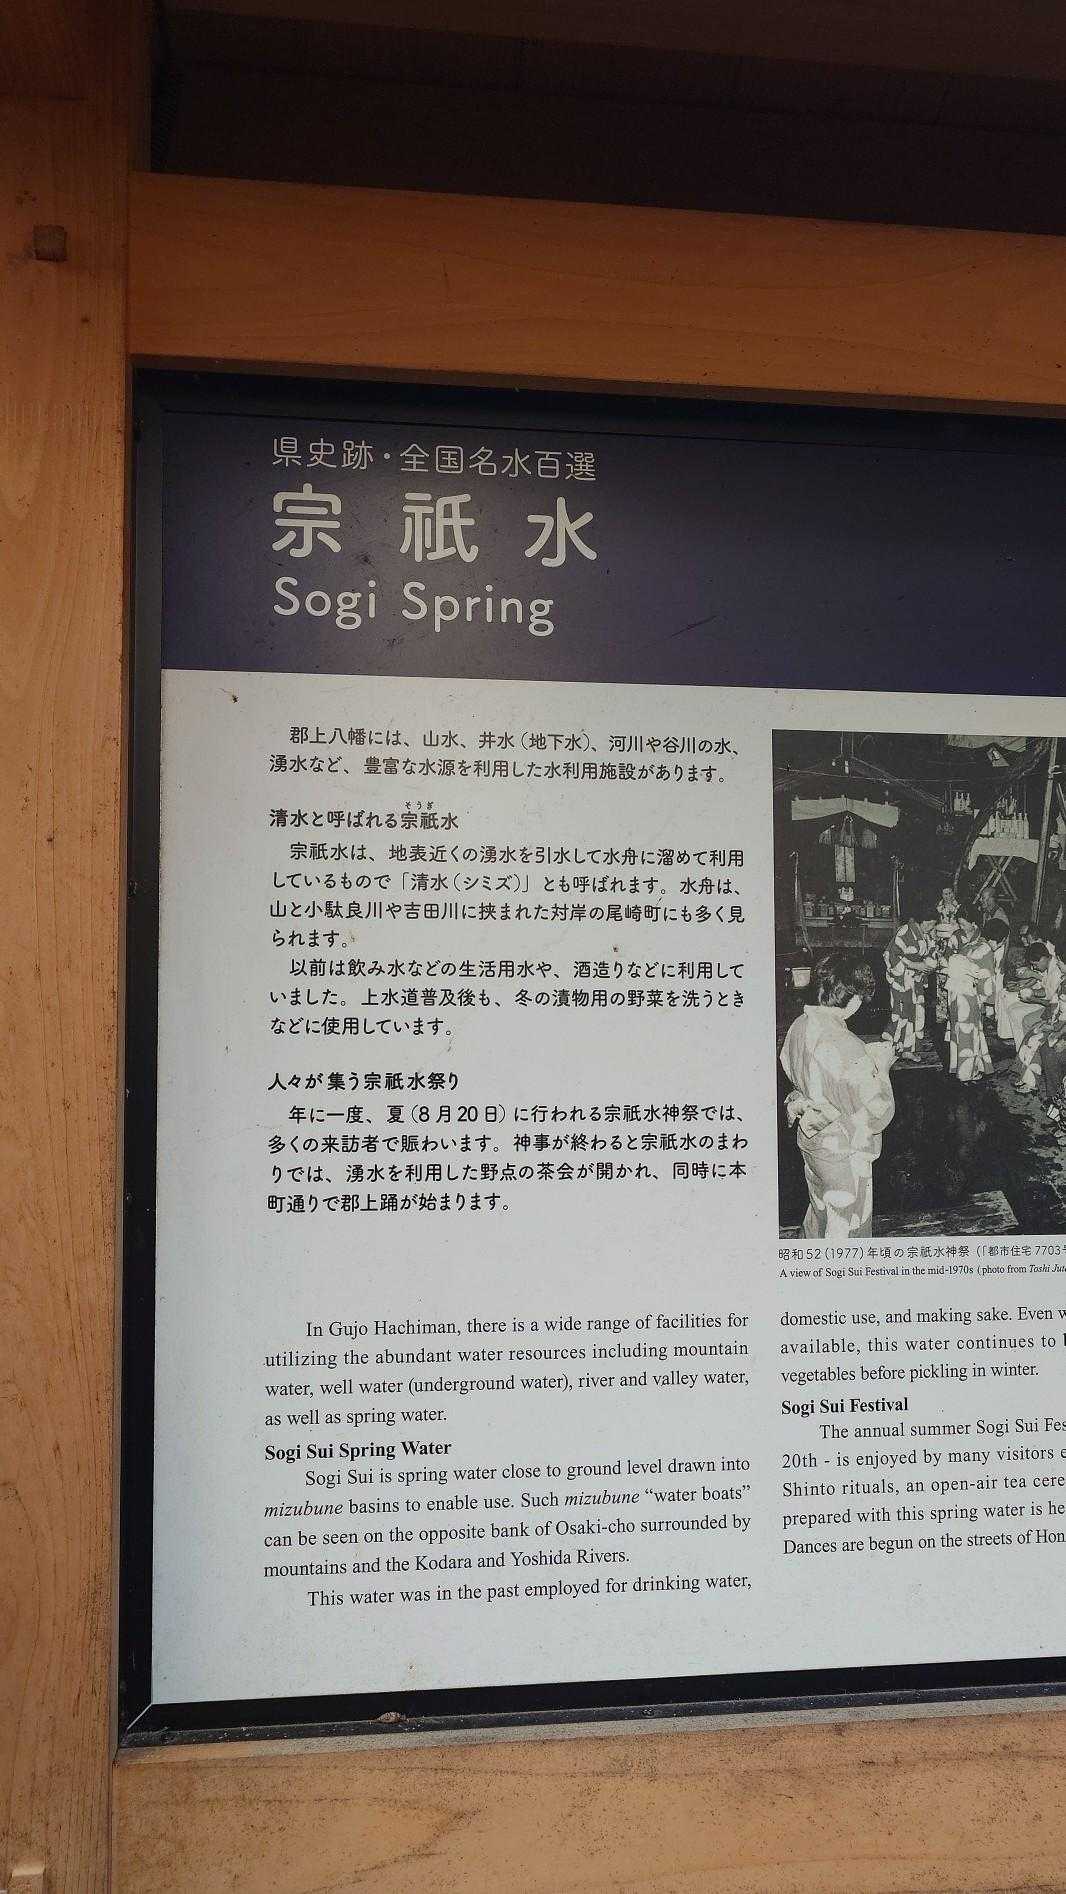 県史跡・全国名水百選
宗祇水
Sogi Spring
郡上八幡には、山水、井水（地下水）、河川や谷川の水、
湧水など、豊富な水源を利用した水利用施設があります。
そうぎ
清水と呼ばれる宗祇水
宗祇水は、地表近くの湧水を引水して水舟に溜めて利用
しているもので「清水（シミズ）」とも呼ばれます。水舟は、
山と小駄良川や吉田川に挟まれた対岸の尾崎町にも多く見
られます。
以前は飲み水などの生活用水や、酒造りなどに利用して
いました。上水道普及後も、冬の漬物用の野菜を洗うとき
などに使用しています。
人々が集う宗祇水祭り
年に一度、夏（8月20日）に行われる宗祇水神祭では、
多くの来訪者で賑わいます。神事が終わると宗祇水のまわ
りでは、湧水を利用した野点の茶会が開かれ、同時に本
町通りで郡上踊が始まります。
昭和52（1977）年頃の宗祇水神祭（「都市住宅7703号
A view of Sogi Sui Festival in the mid-1970s (photo from Toshi Juta
In Gujo Hachiman, there is a wide range of facilities for
utilizing the abundant water resources including mountain
water, well water (underground water), river and valley water,
as well as spring water.
Sogi Sui Spring Water
Sogi Sui is spring water close to ground level drawn into
mizubune basins to enable use. Such mizubune “water boats”
can be seen on the opposite bank of Osaki-cho surrounded by
mountains and the Kodara and Yoshida Rivers.
This water was in the past employed for drinking water,
domestic use, and making sake. Even w
available, this water continues to
vegetables before pickling in winter.
Sogi Sui Festival
The annual summer Sogi Sui Fes
20th - is enjoyed by many visitors e
Shinto rituals, an open-air tea cere
prepared with this spring water is he
Dances are begun on the streets of Hon